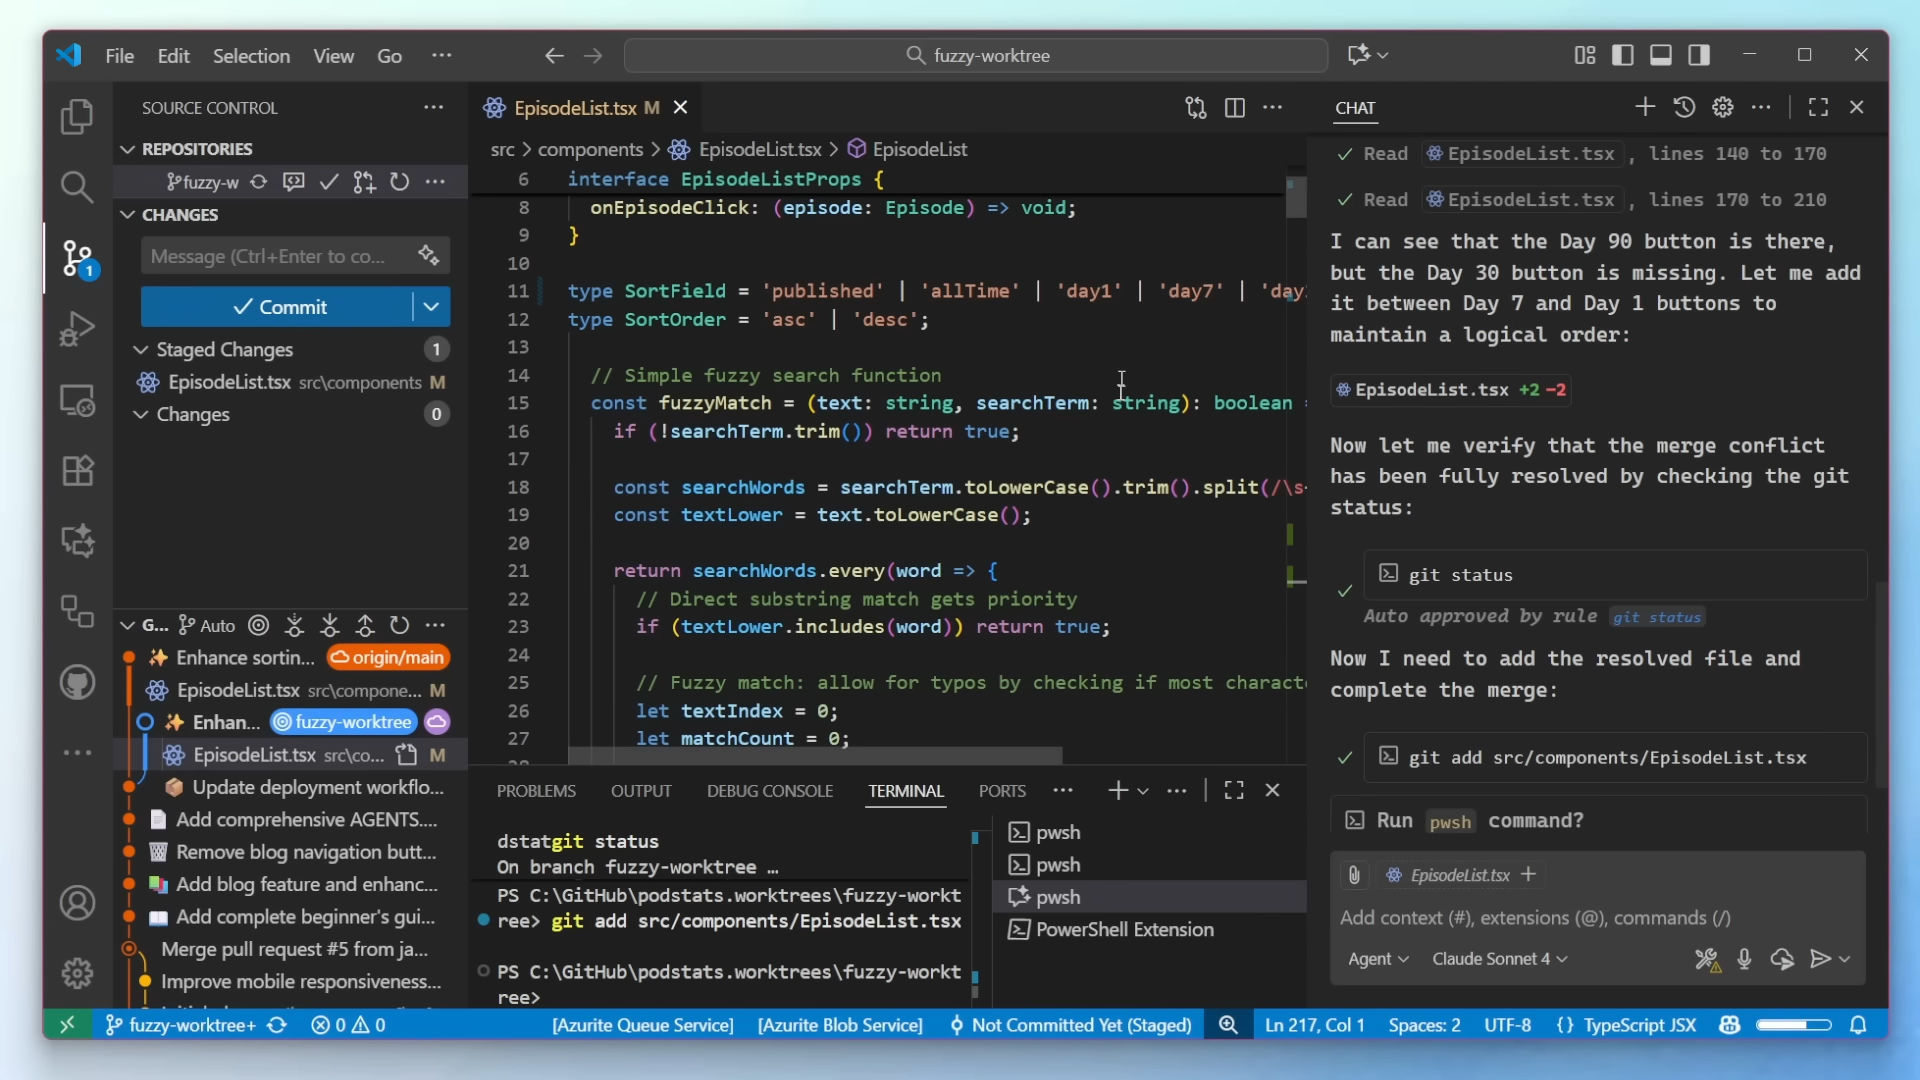 File Edit Selection View Go ···
fuzzy-worktree
SOURCE CONTROL
REPOSITORIES
fuzzy-w
CHANGES
Message (Ctrl+Enter to co...
Commit
Staged Changes 1
EpisodeList.tsx src\components M
Changes 0
1
G... Auto
Enhance sortin... origin/main
EpisodeList.tsx src\compone... M
Enhan... fuzzy-worktree
EpisodeList.tsx src\co... M
Update deployment workflo...
Add comprehensive AGENTS....
Remove blog navigation butt...
Add blog feature and enhanc...
Add complete beginner's gui...
Merge pull request #5 from ja...
Improve mobile responsiveness...
EpisodeList.tsx M
src > components > EpisodeList.tsx > EpisodeList
6 interface EpisodeListProps {
8 onEpisodeClick: (episode: Episode) => void;
9 }
10
11 type SortField = 'published' | 'allTime' | 'day1' | 'day7' | 'day
12 type SortOrder = 'asc' | 'desc';
13
14 // Simple fuzzy search function
15 const fuzzyMatch = (text: string, searchTerm: string): boolean =
16 if (!searchTerm.trim()) return true;
17
18 const searchWords = searchTerm.toLowerCase().trim().split(/\s
19 const textLower = text.toLowerCase();
20
21 return searchWords.every(word => {
22 // Direct substring match gets priority
23 if (textLower.includes(word)) return true;
24
25 // Fuzzy match: allow for typos by checking if most characte
26 let textIndex = 0;
27 let matchCount = 0;
PROBLEMS OUTPUT DEBUG CONSOLE TERMINAL PORTS ···
dstatgit status
On branch fuzzy-worktree …
PS C:\GitHub\podstats.worktrees\fuzzy-workt
ree> git add src/components/EpisodeList.tsx
PS C:\GitHub\podstats.worktrees\fuzzy-workt
ree>
pwsh
pwsh
pwsh
PowerShell Extension
CHAT
Read EpisodeList.tsx, lines 140 to 170
Read EpisodeList.tsx, lines 170 to 210
I can see that the Day 90 button is there,
but the Day 30 button is missing. Let me add
it between Day 7 and Day 1 buttons to
maintain a logical order:
EpisodeList.tsx +2 -2
Now let me verify that the merge conflict
has been fully resolved by checking the git
status:
git status
Auto approved by rule git status
Now I need to add the resolved file and
complete the merge:
git add src/components/EpisodeList.tsx
Run pwsh command?
EpisodeList.tsx +
Add context (#), extensions (@), commands (/)
Agent Claude Sonnet 4
fuzzy-worktree+ 0 0 [Azurite Queue Service] [Azurite Blob Service] Not Committed Yet (Staged) Ln 217, Col 1 Spaces: 2 UTF-8 {} TypeScript JSX